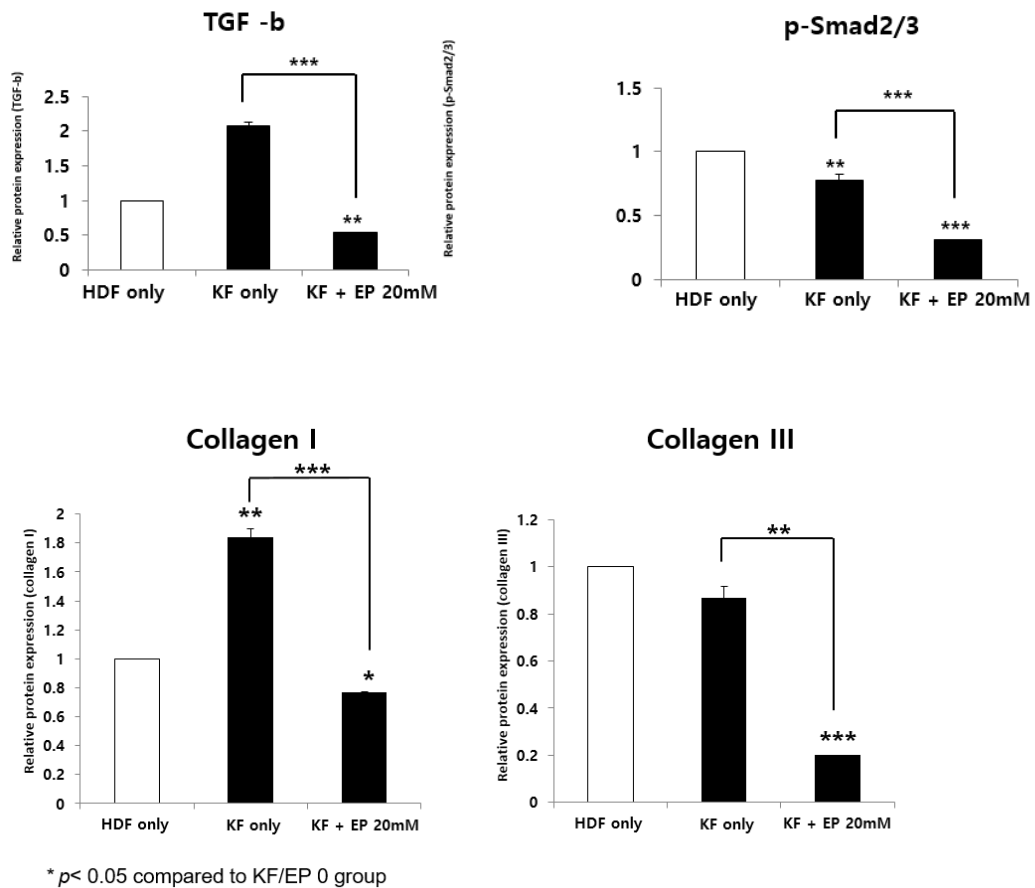 TGF -b
Relative protein expression (TGF-b)
***
2.5
2
1.5
1
0.5
0
**
HDF only
KF only
KF + EP 20mM
p-Smad2/3
Relative protein expression (p-Smad2/3)
***
1.5
1
0.5
0
**
***
HDF only
KF only
KF + EP 20mM
Collagen I
Relative protein expression (collagen I)
***
2
1.8
1.6
1.4
1.2
1
0.8
0.6
0.4
0.2
0
**
*
HDF only
KF only
KF + EP 20mM
Collagen III
Relative protein expression (collagen III)
**
1.2
1
0.8
0.6
0.4
0.2
0
***
HDF only
KF only
KF + EP 20mM
* p< 0.05 compared to KF/EP 0 group